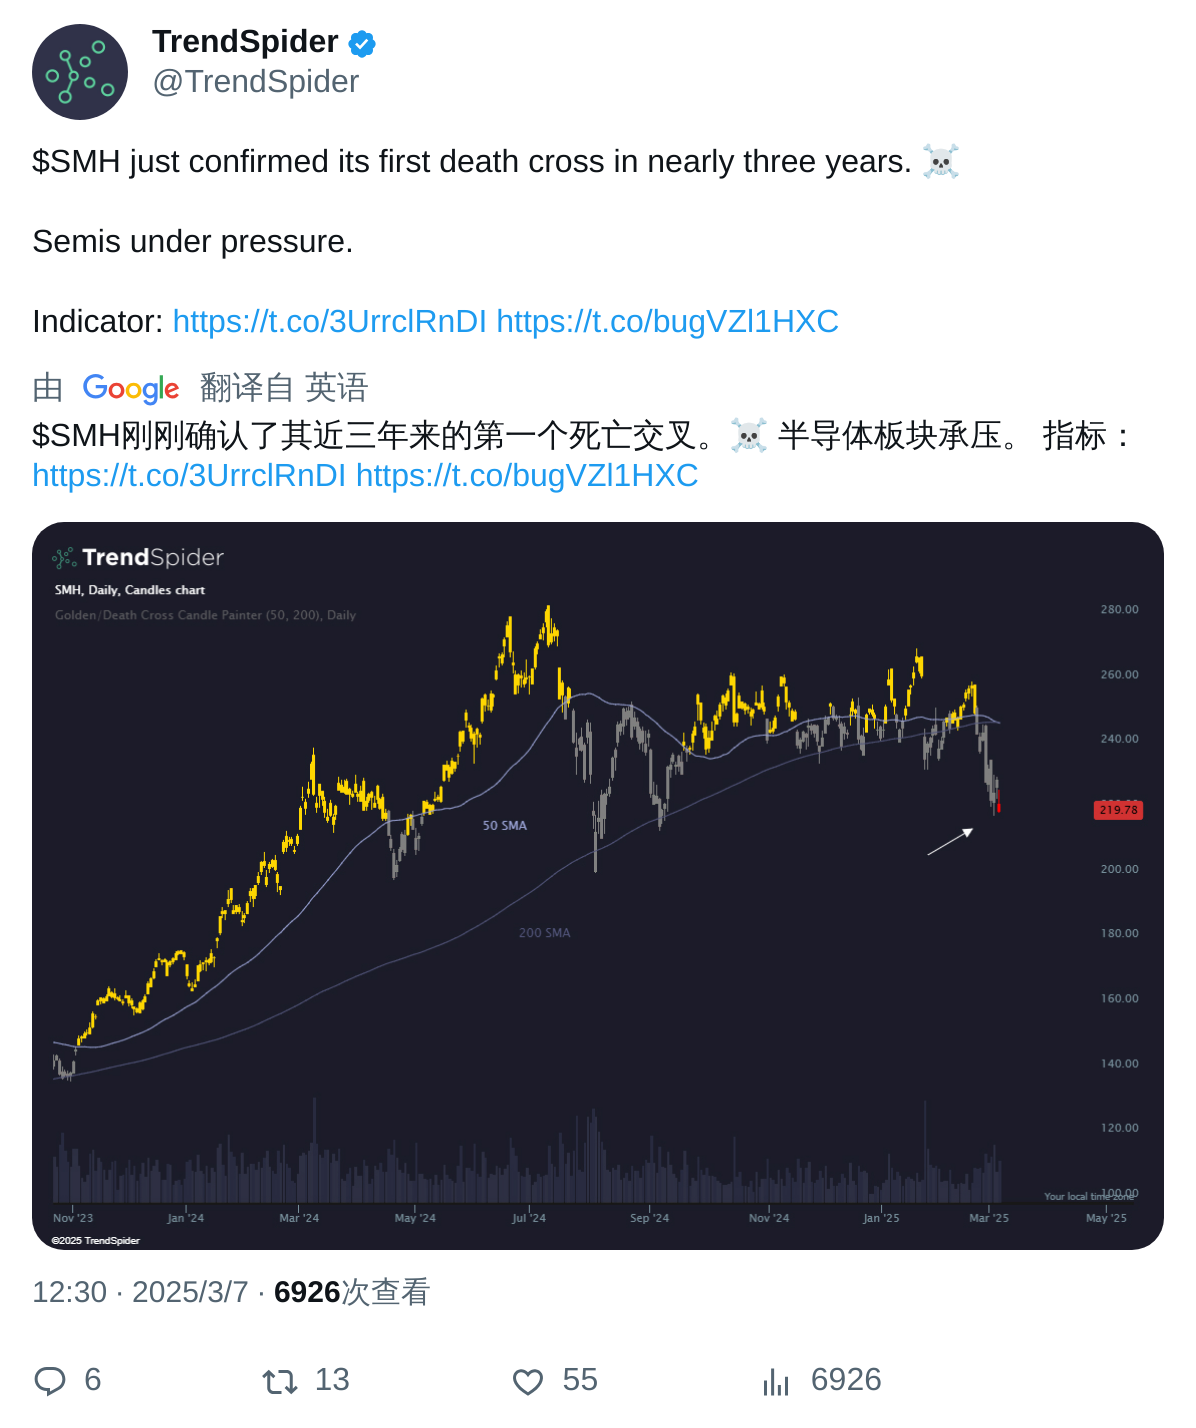 TrendSpider
@TrendSpider
$SMH just confirmed its first death cross in nearly three years. ☠️
Semis under pressure.
Indicator: https://t.co/3UrrclRnDI https://t.co/bugVZl1HXC
由 Google 翻译自 英语
$SMH刚刚确认了其近三年来的第一个死亡交叉。☠️ 半导体板块承压。 指标：
https://t.co/3UrrclRnDI https://t.co/bugVZl1HXC
TrendSpider
SMH, Daily, Candles chart
Golden/Death Cross Candle Painter (50, 200), Daily
280.00
260.00
240.00
219.78
50 SMA
200.00
200 SMA
180.00
160.00
140.00
120.00
100.00
Your local time zone
Nov '23 Jan '24 Mar '24 May '24 Jul '24 Sep '24 Nov '24 Jan '25 Mar '25 May '25
©2025 TrendSpider
12:30 · 2025/3/7 · 6926次查看
6 13 55 6926